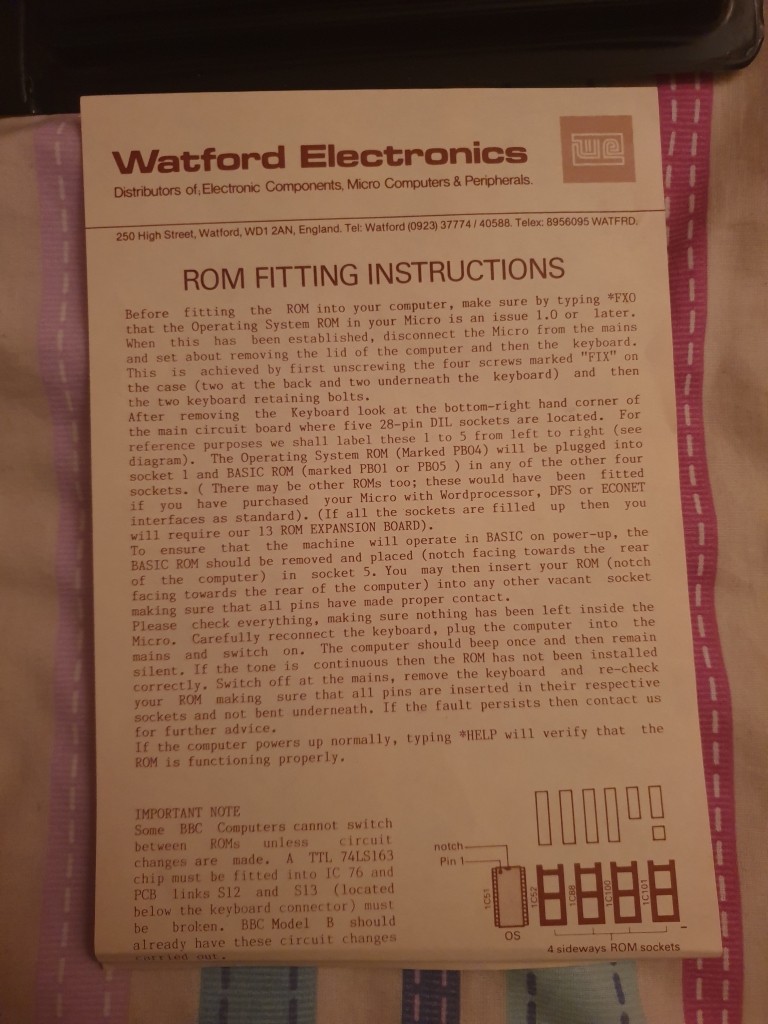 Watford Electronics
WE
Distributors of, Electronic Components, Micro Computers & Peripherals.
250 High Street, Watford, WD1 2AN, England. Tel: Watford (0923) 37774 / 40588. Telex: 8956095 WATFRD.
ROM FITTING INSTRUCTIONS
Before fitting the ROM into your computer, make sure by typing *FX0
that the Operating System ROM in your Micro is an issue 1.0 or later.
When this has been established, disconnect the Micro from the mains
and set about removing the lid of the computer and then the keyboard.
This is achieved by first unscrewing the four screws marked "FIX" on
the case (two at the back and two underneath the keyboard) and then
the two keyboard retaining bolts.
After removing the Keyboard look at the bottom-right hand corner of
the main circuit board where five 28-pin DIL sockets are located. For
reference purposes we shall label these 1 to 5 from left to right (see
diagram). The Operating System ROM (Marked PB04) will be plugged into
socket 1 and BASIC ROM (marked PB01 or PB05 ) in any of the other four
sockets. ( There may be other ROMs too; these would have been fitted
if you have purchased your Micro with Wordprocessor, DFS or ECONET
interfaces as standard). (If all the sockets are filled up then you
will require our 13 ROM EXPANSION BOARD).
To ensure that the machine will operate in BASIC on power-up, the
BASIC ROM should be removed and placed (notch facing towards the rear
of the computer) in socket 5. You may then insert your ROM (notch
facing towards the rear of the computer) into any other vacant socket
making sure that all pins have made proper contact.
Please check everything, making sure nothing has been left inside the
Micro. Carefully reconnect the keyboard, plug the computer into the
mains and switch on. The computer should beep once and then remain
silent. If the tone is continuous then the ROM has not been installed
correctly. Switch off at the mains, remove the keyboard and re-check
your ROM making sure that all pins are inserted in their respective
sockets and not bent underneath. If the fault persists then contact us
for further advice.
If the computer powers up normally, typing *HELP will verify that the
ROM is functioning properly.
IMPORTANT NOTE
Some BBC Computers cannot switch
between ROMs unless circuit
changes are made. A TTL 74LS163
chip must be fitted into IC 76 and
PCB links S12 and S13 (located
below the keyboard connector) must
be broken. BBC Model B should
already have these circuit changes
carried out.
notch
Pin 1
IC51
IC52
IC88
IC100
IC101
OS
4 sideways ROM sockets